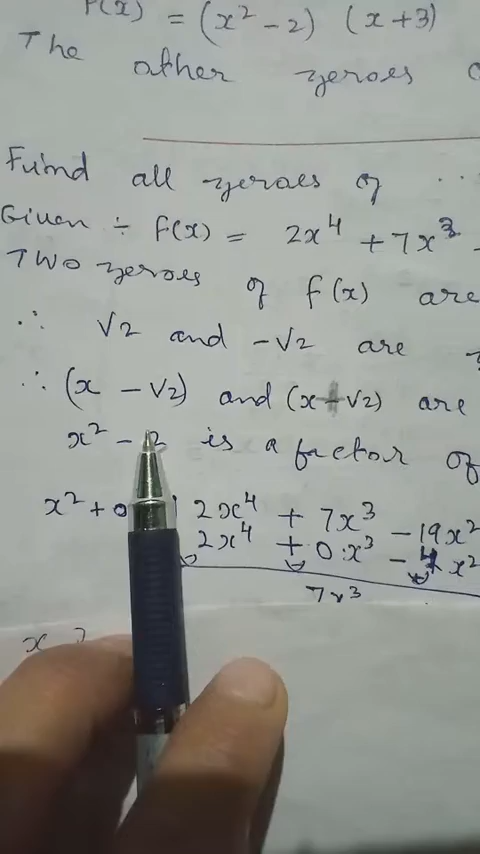 F(x) = (x² - 2) (x + 3)
The other zeroes
Fuind all zeroes of ..
Given ÷ F(x) = 2x⁴ + 7x³ -
Two zeroes of f(x) are
∴ √2 and -√2 are
∴ (x - √2) and (x + √2) are
x² - 2 is a factor of
x² + 0 2x⁴ + 7x³ - 19x²
2x⁴ + 0·x³ - 4x²
7x³